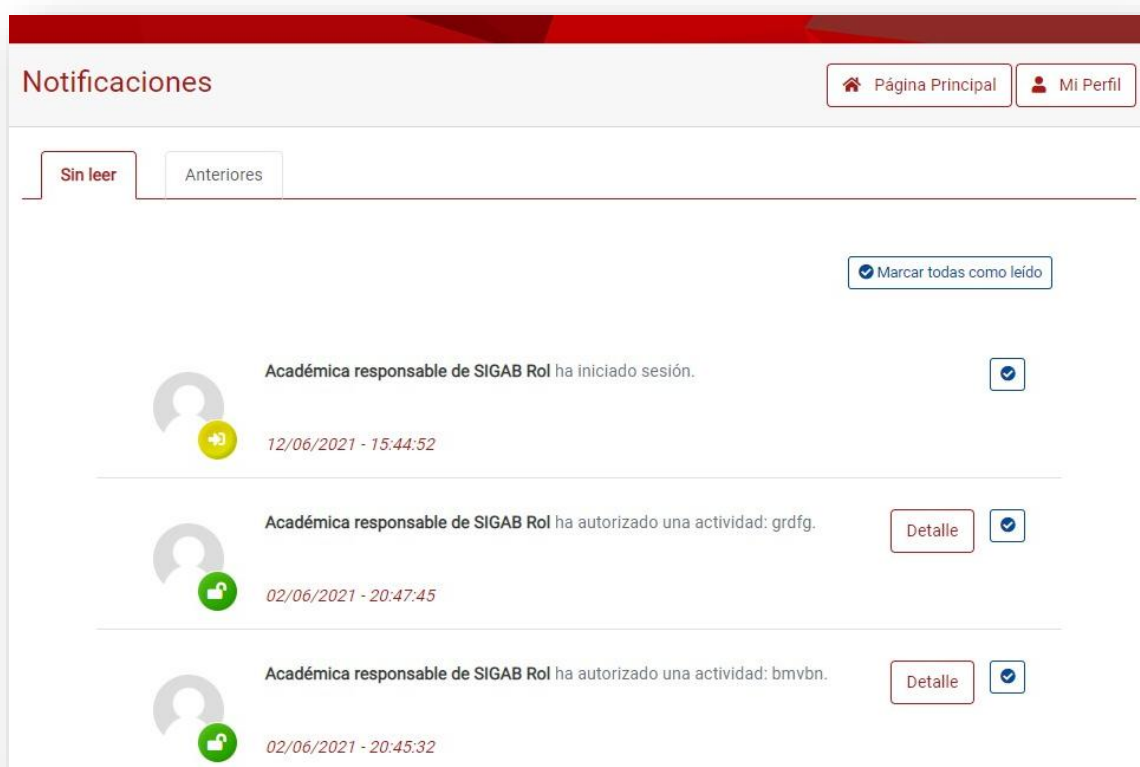 Notificaciones
Página Principal
Mi Perfil
Sin leer
Anteriores
Marcar todas como leído
Académica responsable de SIGAB Rol ha iniciado sesión.
12/06/2021 - 15:44:52
Académica responsable de SIGAB Rol ha autorizado una actividad: grdfg.
Detalle
02/06/2021 - 20:47:45
Académica responsable de SIGAB Rol ha autorizado una actividad: bmvbn.
Detalle
02/06/2021 - 20:45:32